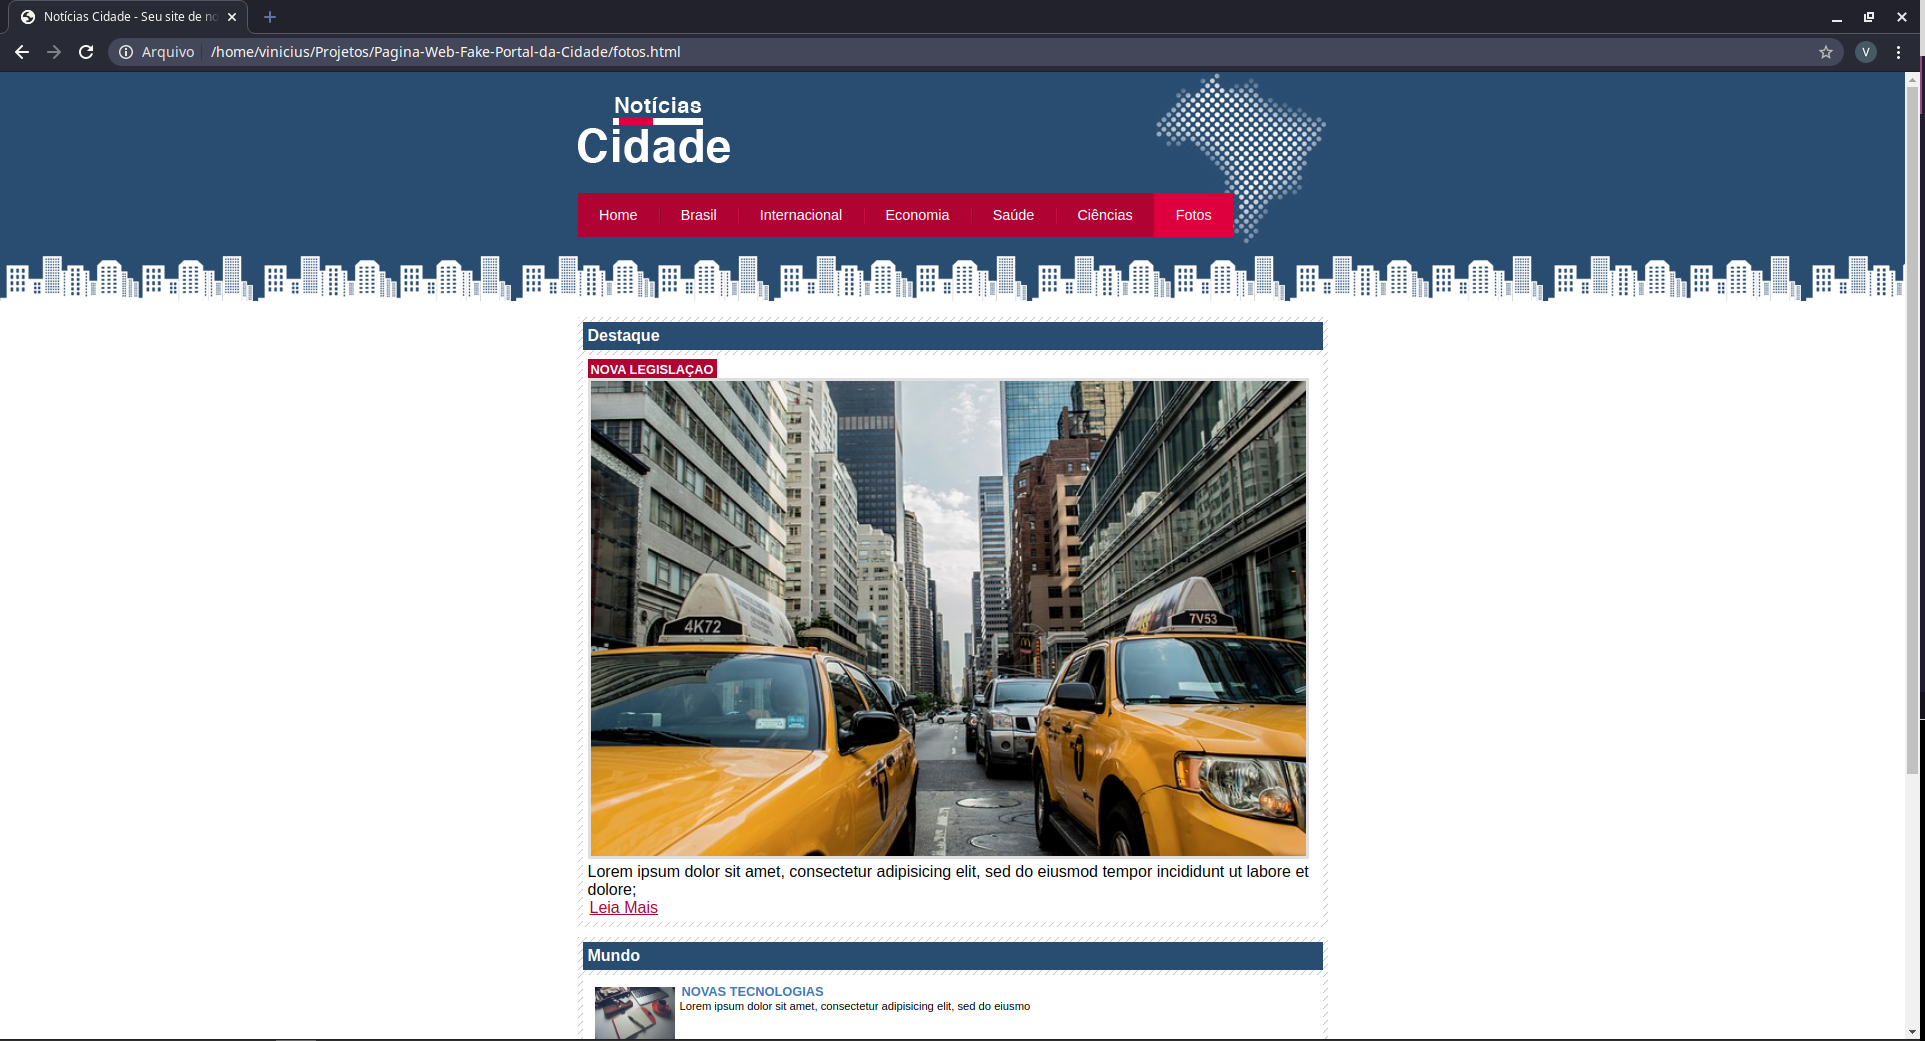 Notícias Cidade - Seu site de no
Arquivo /home/vinicius/Projetos/Pagina-Web-Fake-Portal-da-Cidade/fotos.html
V
Notícias
Cidade
Home Brasil Internacional Economia Saúde Ciências Fotos
Destaque
NOVA LEGISLAÇAO
4K72
7V53
Lorem ipsum dolor sit amet, consectetur adipisicing elit, sed do eiusmod tempor incididunt ut labore et
dolore;
Leia Mais
Mundo
NOVAS TECNOLOGIAS
Lorem ipsum dolor sit amet, consectetur adipisicing elit, sed do eiusmo